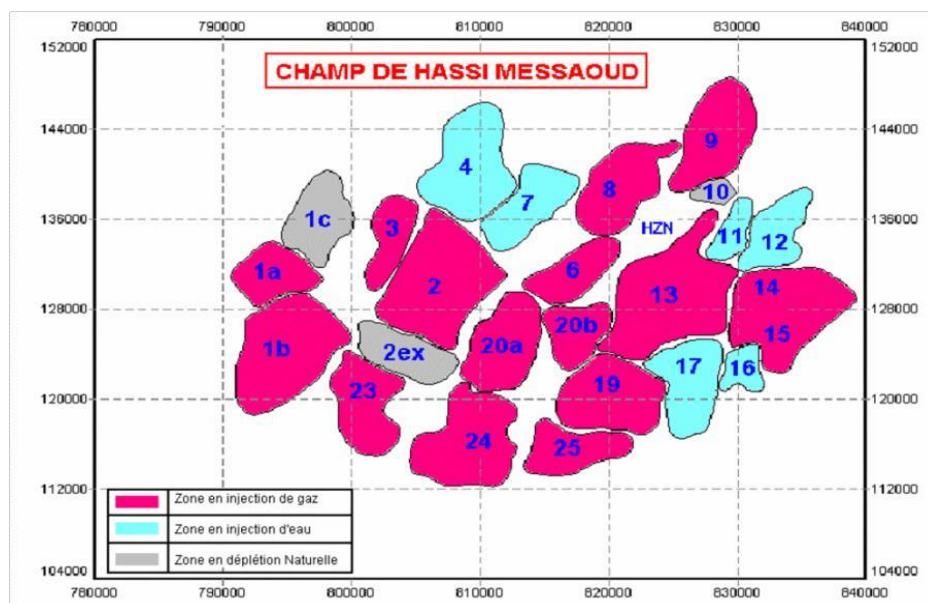 780000 790000 800000 810000 820000 830000 840000
152000 152000
CHAMP DE HASSI MESSAOUD
144000 144000
9
4
8
10
7
136000 136000
1c
3
HZN
11
12
1a
6
2
13
14
128000 128000
1b
20b
15
2ex
20a
17
16
23
19
120000 120000
24
25
112000 112000
Zone en injection de gaz
Zone en injection d'eau
Zone en déplétion Naturelle
104000 104000
780000 790000 800000 810000 820000 830000 840000